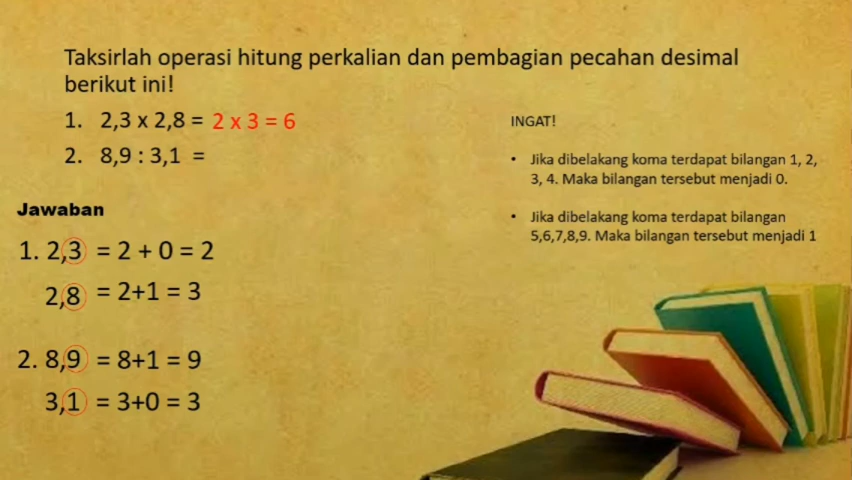 Taksirlah operasi hitung perkalian dan pembagian pecahan desimal
berikut ini!
1. 2,3 x 2,8 = 2 x 3 = 6
2. 8,9 : 3,1 =
Jawaban
1. 2,3 = 2 + 0 = 2
2,8 = 2+1 = 3
2. 8,9 = 8+1 = 9
3,1 = 3+0 = 3
INGAT!
• Jika dibelakang koma terdapat bilangan 1, 2,
3, 4. Maka bilangan tersebut menjadi 0.
• Jika dibelakang koma terdapat bilangan
5,6,7,8,9. Maka bilangan tersebut menjadi 1